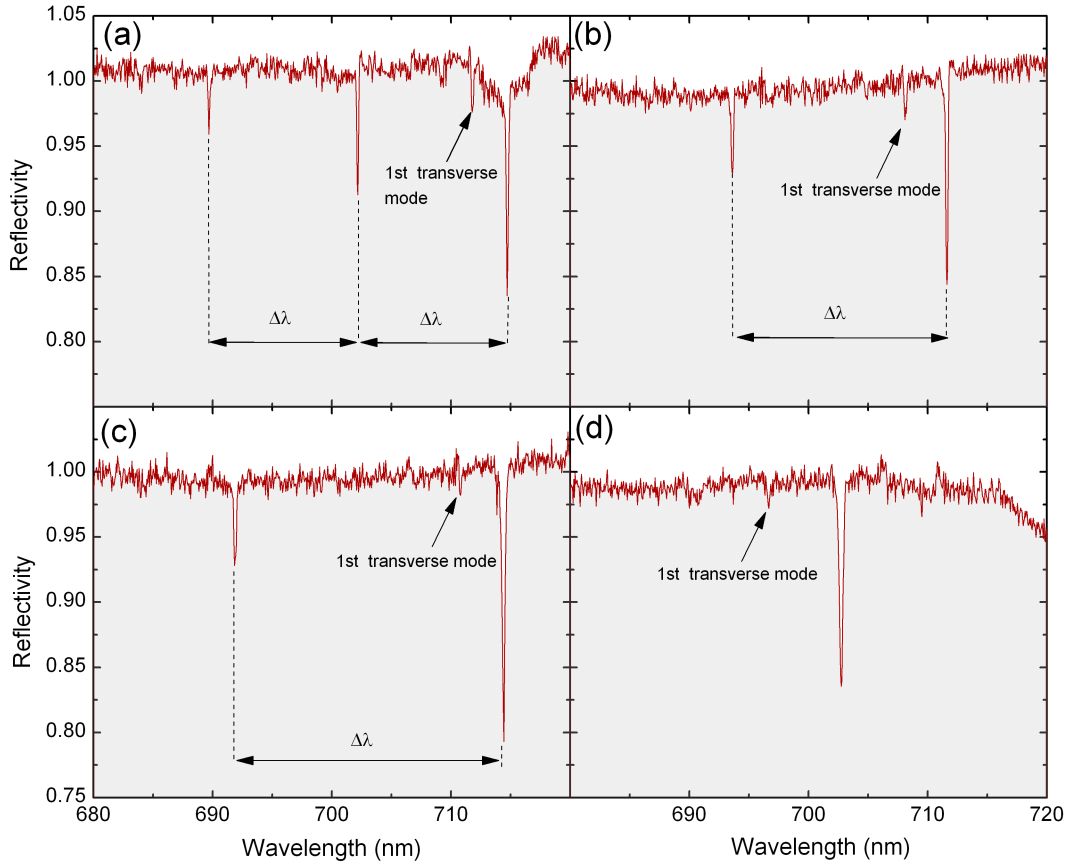 (a)
(b)
1.05
1.00
0.95
0.90
0.85
0.80
Reflectivity
1st transverse
mode
1st transverse mode
Δλ
Δλ
Δλ
(c)
(d)
1.00
0.95
0.90
0.85
0.80
0.75
Reflectivity
1st transverse mode
1st transverse mode
Δλ
680
690
700
710
690
700
710
720
Wavelength (nm)
Wavelength (nm)